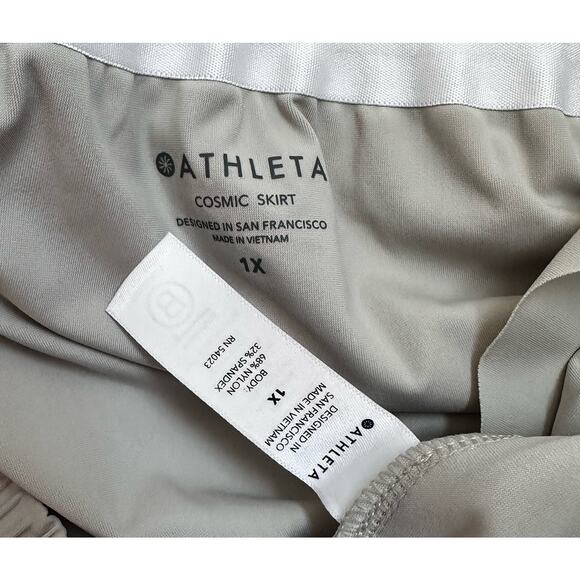 ATHLETA
COSMIC SKIRT
DESIGNED IN SAN FRANCISCO
MADE IN VIETNAM
1X
ATHLETA
DESIGNED IN
SAN FRANCISCO
MADE IN VIETNAM
1X
BODY:
68% NYLON
32% SPANDEX
RN 54023